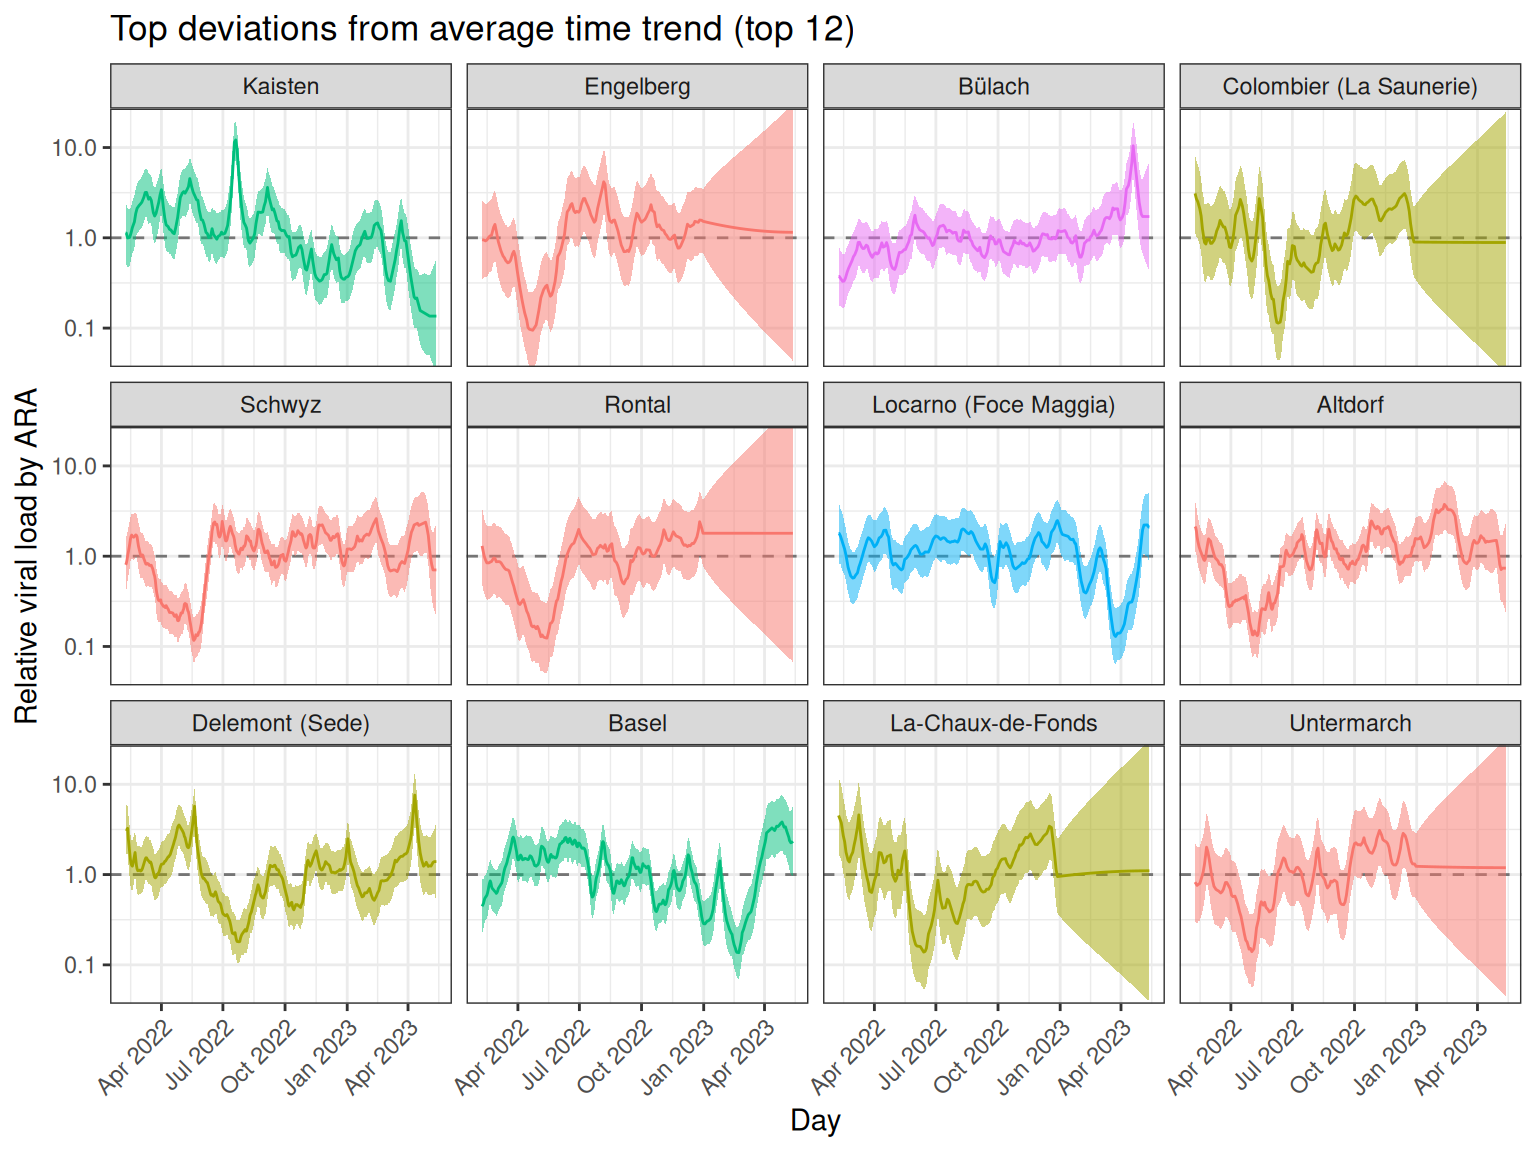 Top deviations from average time trend (top 12)
Kaisten
Engelberg
Bülach
Colombier (La Saunerie)
10.0
1.0
0.1
Schwyz
Rontal
Locarno (Foce Maggia)
Altdorf
10.0
1.0
0.1
Delemont (Sede)
Basel
La-Chaux-de-Fonds
Untermarch
10.0
1.0
0.1
Relative viral load by ARA
Apr 2022
Jul 2022
Oct 2022
Jan 2023
Apr 2023
Apr 2022
Jul 2022
Oct 2022
Jan 2023
Apr 2023
Apr 2022
Jul 2022
Oct 2022
Jan 2023
Apr 2023
Apr 2022
Jul 2022
Oct 2022
Jan 2023
Apr 2023
Day